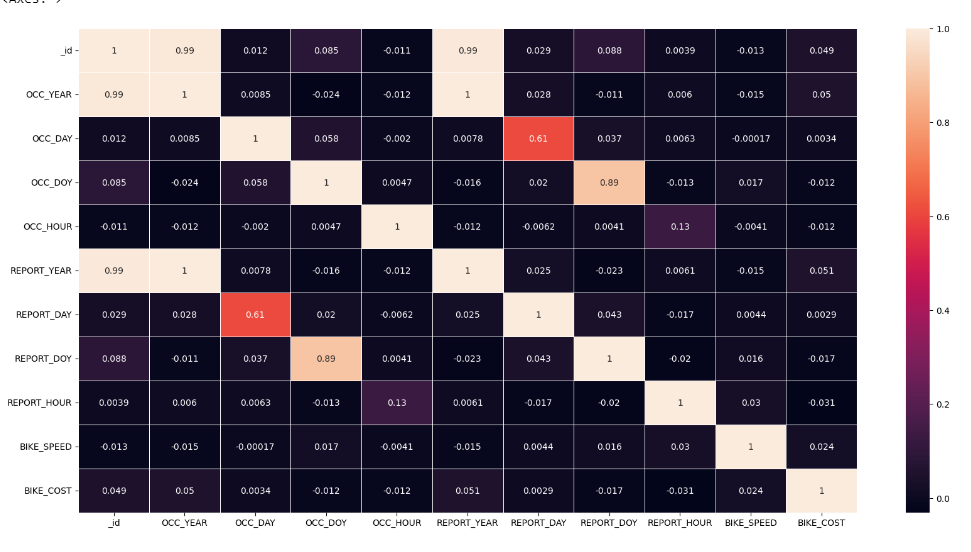 <Axes: >
_id 1 0.99 0.012 0.085 -0.011 0.99 0.029 0.088 0.0039 -0.013 0.049
OCC_YEAR 0.99 1 0.0085 -0.024 -0.012 1 0.028 -0.011 0.006 -0.015 0.05
OCC_DAY 0.012 0.0085 1 0.058 -0.002 0.0078 0.61 0.037 0.0063 -0.00017 0.0034
OCC_DOY 0.085 -0.024 0.058 1 0.0047 -0.016 0.02 0.89 -0.013 0.017 -0.012
OCC_HOUR -0.011 -0.012 -0.002 0.0047 1 -0.012 -0.0062 0.0041 0.13 -0.0041 -0.012
REPORT_YEAR 0.99 1 0.0078 -0.016 -0.012 1 0.025 -0.023 0.0061 -0.015 0.051
REPORT_DAY 0.029 0.028 0.61 0.02 -0.0062 0.025 1 0.043 -0.017 0.0044 0.0029
REPORT_DOY 0.088 -0.011 0.037 0.89 0.0041 -0.023 0.043 1 -0.02 0.016 -0.017
REPORT_HOUR 0.0039 0.006 0.0063 -0.013 0.13 0.0061 -0.017 -0.02 1 0.03 -0.031
BIKE_SPEED -0.013 -0.015 -0.00017 0.017 -0.0041 -0.015 0.0044 0.016 0.03 1 0.024
BIKE_COST 0.049 0.05 0.0034 -0.012 -0.012 0.051 0.0029 -0.017 -0.031 0.024 1
_id OCC_YEAR OCC_DAY OCC_DOY OCC_HOUR REPORT_YEAR REPORT_DAY REPORT_DOY REPORT_HOUR BIKE_SPEED BIKE_COST
1.0
0.8
0.6
0.4
0.2
0.0